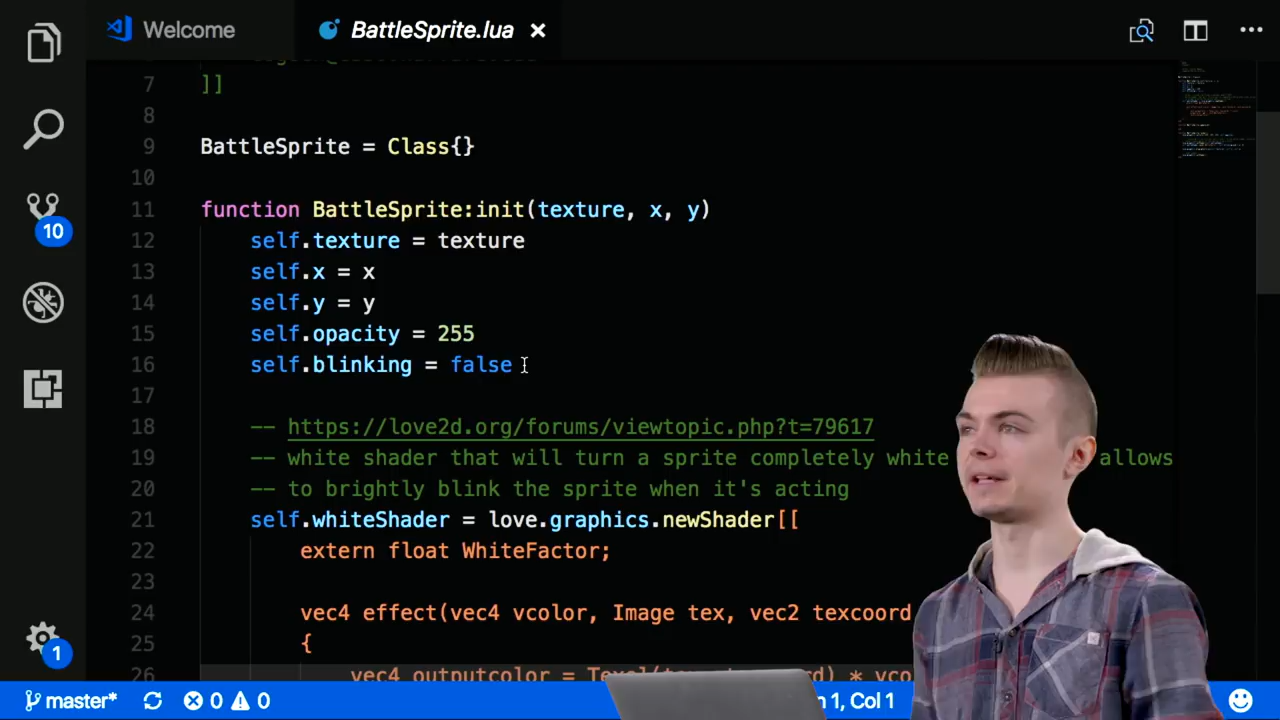 Welcome
BattleSprite.lua
7 ]]
8
9 BattleSprite = Class{}
10
11 function BattleSprite:init(texture, x, y)
12 self.texture = texture
13 self.x = x
14 self.y = y
15 self.opacity = 255
16 self.blinking = false
17
18 -- https://love2d.org/forums/viewtopic.php?t=79617
19 -- white shader that will turn a sprite completely white allows
20 -- to brightly blink the sprite when it's acting
21 self.whiteShader = love.graphics.newShader[[
22 extern float WhiteFactor;
23
24 vec4 effect(vec4 vcolor, Image tex, vec2 texcoord
25 {
26 vec4 outputcolor =
10
1
master* 0 0 1, Col 1